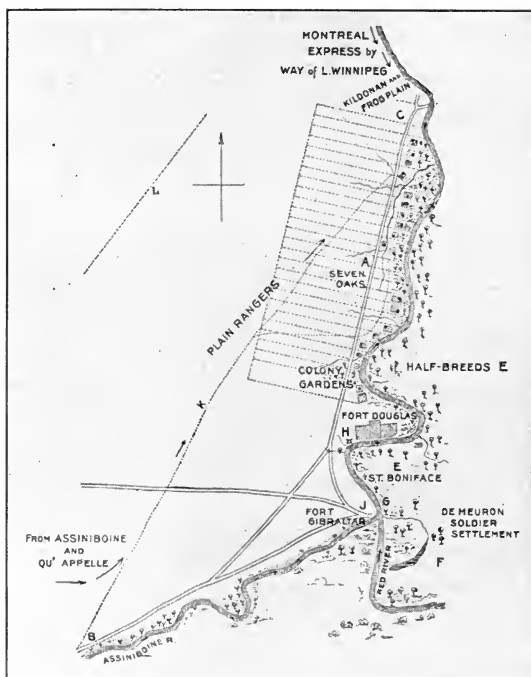 MONTREAL
EXPRESS by
WAY of L. WINNIPEG
KILDONAN AND
FROG PLAIN
C
L
PLAIN RANGERS
A
SEVEN
OAKS
COLONY
GARDENS
HALF-BREEDS E
FORT DOUGLAS
H
K
E
ST. BONIFACE
J
G
FORT
GIBRALTAR
DE MEURON
SOLDIER
SETTLEMENT
F
FROM ASSINIBOINE
AND
QU' APPELLE
RED RIVER
B
ASSINIBOINE R.